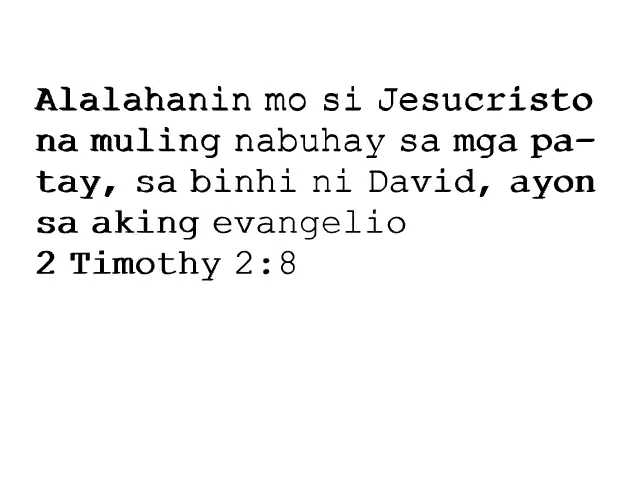 Alalahanin mo si Jesucristo
na muling nabuhay sa mga pa-
tay, sa binhi ni David, ayon
sa aking evangelio
2 Timothy 2:8